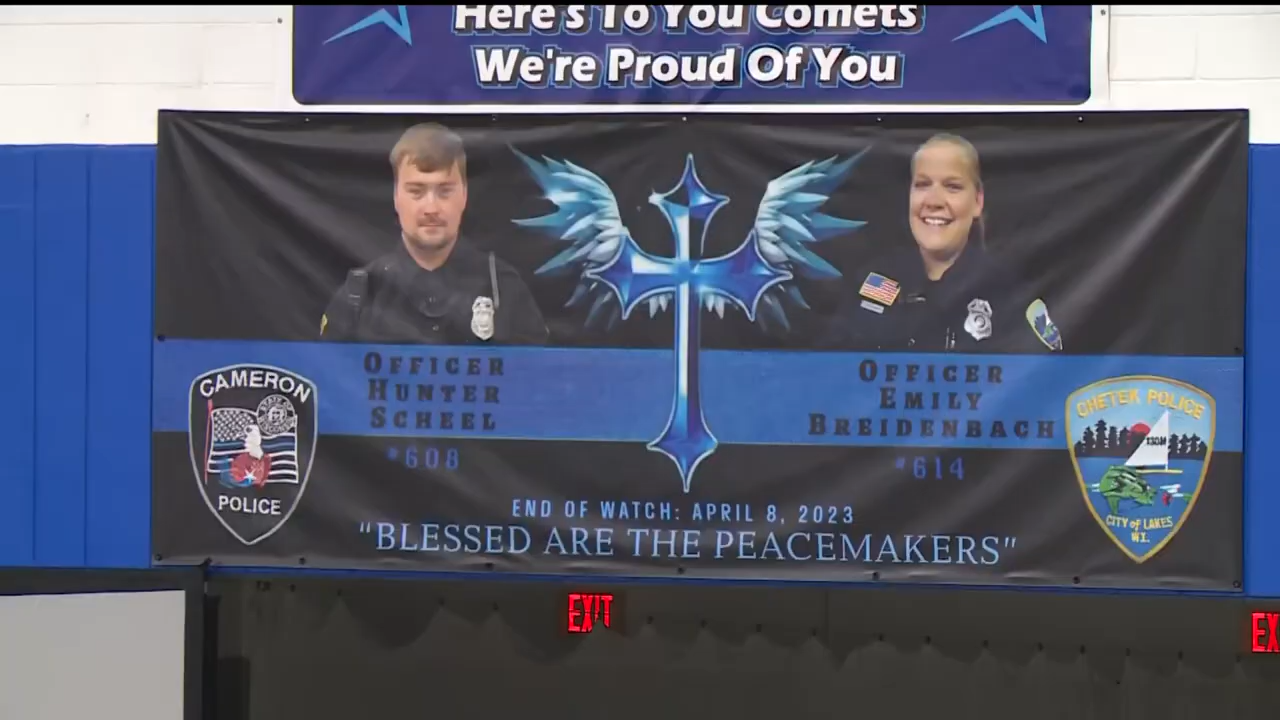 Here's To You Comets
We're Proud Of You
OFFICER
HUNTER
SCHEEL
#608
OFFICER
EMILY
BREIDENBACH
#614
CAMERON
POLICE
CHETEK POLICE
CITY of LAKES
WI.
END OF WATCH: APRIL 8, 2023
"BLESSED ARE THE PEACEMAKERS"
EXIT
EX